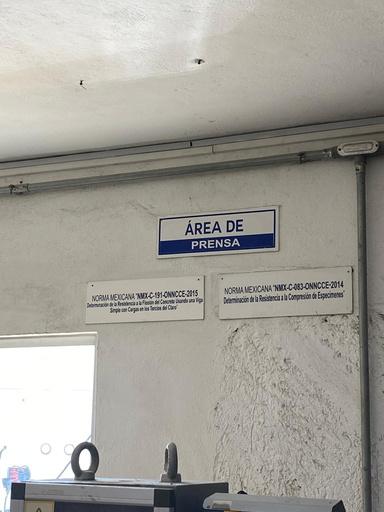 ÁREA DE
PRENSA
NORMA MEXICANA "NMX-C-191-ONNCCE-2015
Determinación de la Resistencia a la Flexión del Concreto Usando una Viga
Simple con Cargas en los Tercios del Claro"
NORMA MEXICANA "NMX-C-083-ONNCCE-2014
Determinación de la Resistencia a la Compresión de Especímenes"